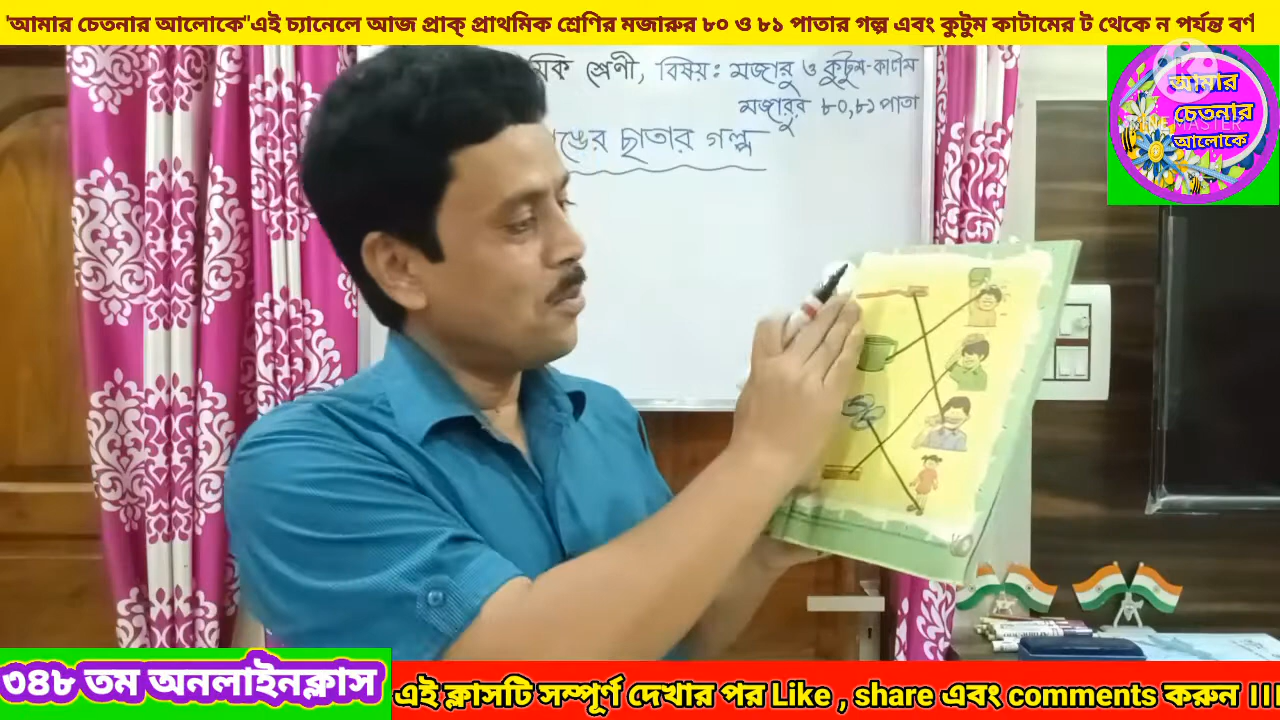 'আমার চেতনার আলোকে"এই চ্যানেলে আজ প্রাক্ প্রাথমিক শ্রেণির মজারুর ৮০ ও ৮১ পাতার গল্প এবং কুটুম কাটামের ট থেকে ন পর্যন্ত বর্ণ
শ্রেণী, বিষয়: মজারু ও কুটুম-কাটাম
মজারুর ৮০,৮১ পাতা
ছাতার গল্প
আমার
চেতনার
আলোকে
৩৪৮ তম অনলাইনক্লাস
এই ক্লাসটি সম্পূর্ণ দেখার পর Like , share এবং comments করুন ।।।